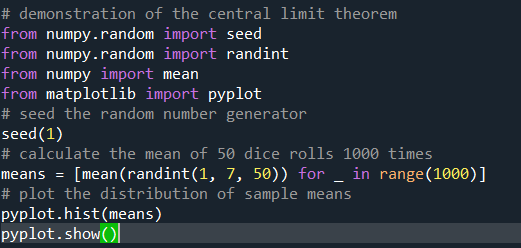 # demonstration of the central limit theorem
from numpy.random import seed
from numpy.random import randint
from numpy import mean
from matplotlib import pyplot
# seed the random number generator
seed(1)
# calculate the mean of 50 dice rolls 1000 times
means = [mean(randint(1, 7, 50)) for _ in range(1000)]
# plot the distribution of sample means
pyplot.hist(means)
pyplot.show()